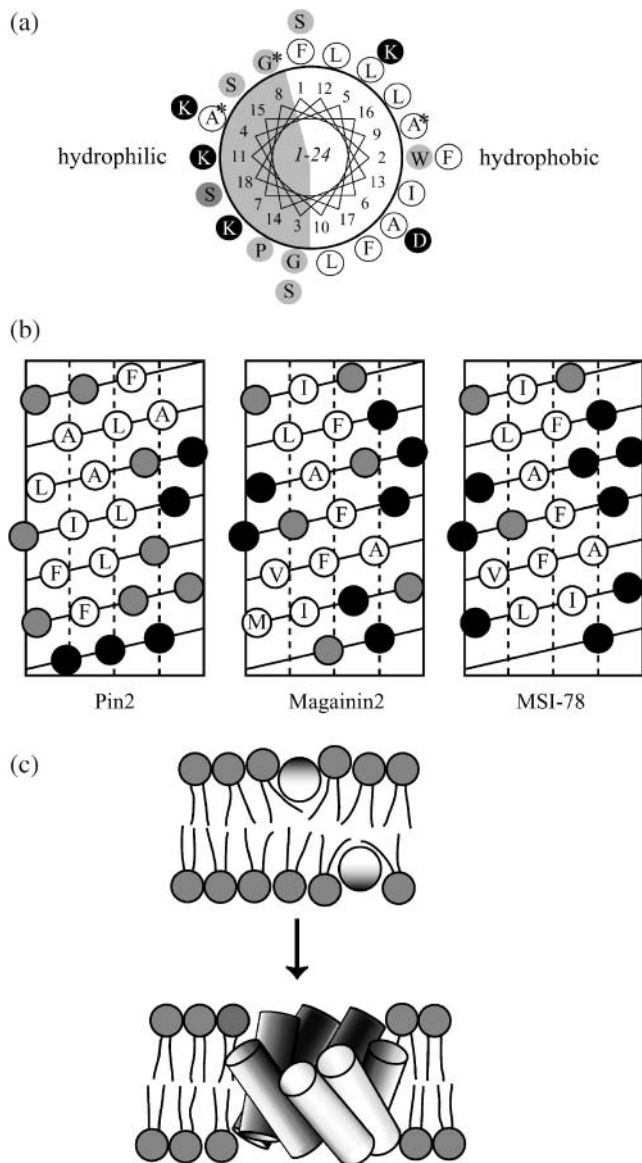 (a)
S
G* F L L K
S L
K A* A*
8 1 12 5
15 16
4 9
hydrophilic K 11 1-24 2 W F hydrophobic
18 13
7 6
14 3 10 17
S I
K A D
P G L F
S
(b)
F I I
A L A L F L F
L A A A
I L F F
F L V F A V F A
F M I L I
Pin2 Magainin2 MSI-78
(c)